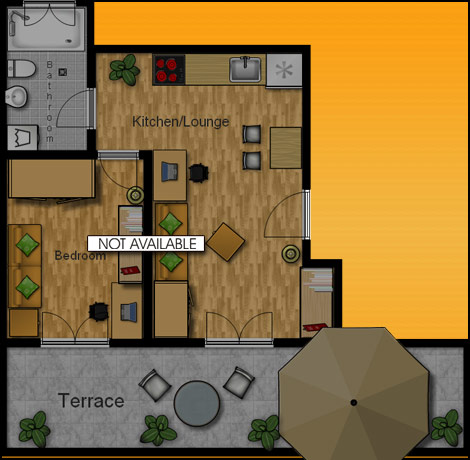 Bathroom
Kitchen/Lounge
NOT AVAILABLE
Bedroom
Terrace